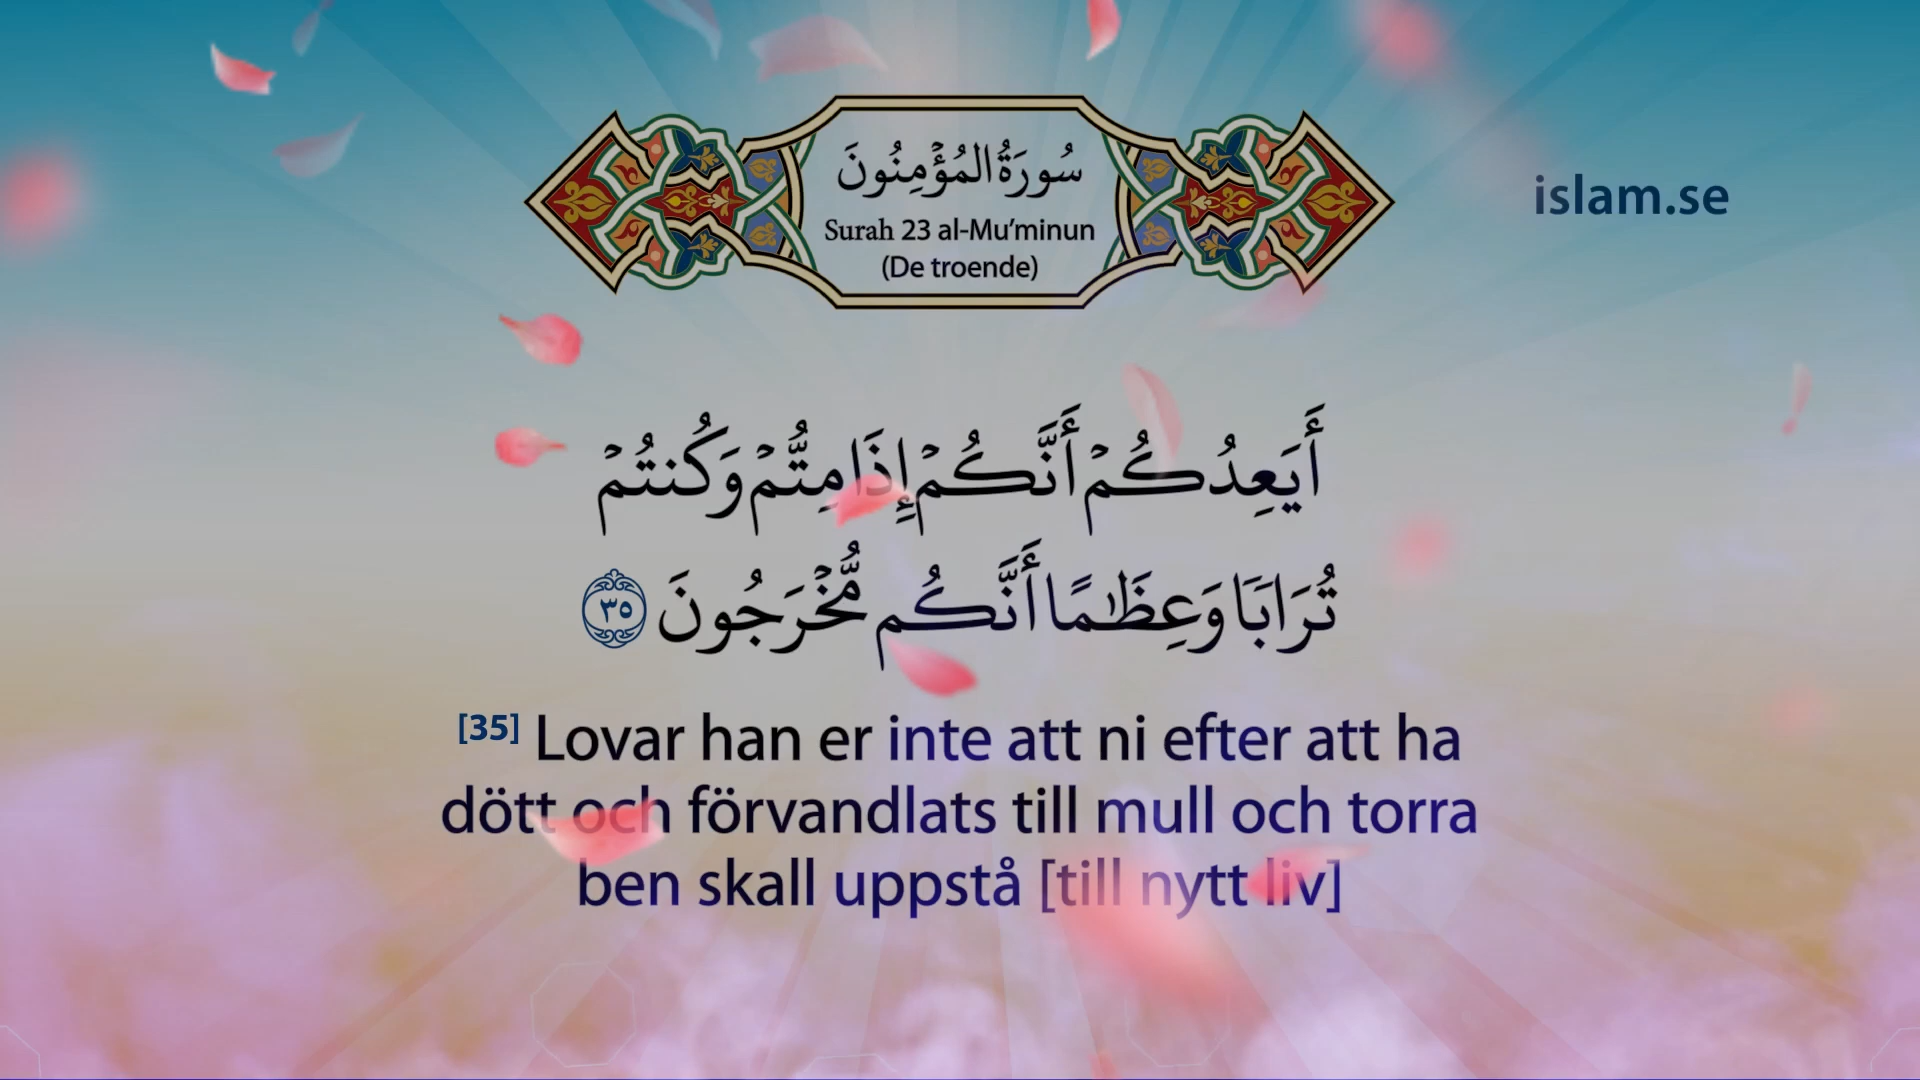 سُورَةُ المُؤۡمِنُونَ
Surah 23 al-Mu’minun
(De troende)
islam.se
أَيَعِدُكُمۡ أَنَّكُمۡ إِذَا مِتُّمۡ وَكُنتُمۡ
تُرَابٗا وَعِظَٰمًا أَنَّكُم مُّخۡرَجُونَ ٣٥
[35] Lovar han er inte att ni efter att ha
dött och förvandlats till mull och torra
ben skall uppstå [till nytt liv]